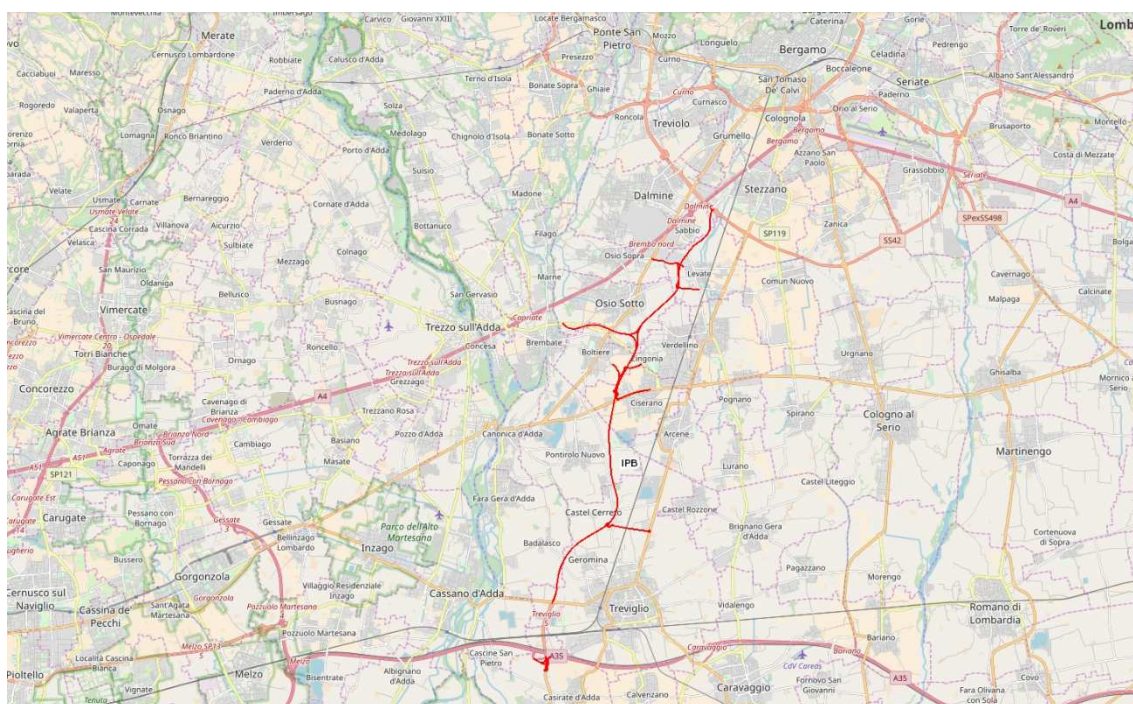 Montevecchia
Imbersago
Carvico
Giovanni XXIII
Locate Bergamasco
Mozzo
Longuelo
Bergamo
Caterina
Gorle
Torre de' Roveri
Lomb
Merate
Calusco d'Adda
Ponte San
Pietro
Celadina
Pedrengo
Cernusco Lombardone
Robbiate
Presezzo
Curno
Boccaleone
Cacciabuoi
Maresso
Terno d'Isola
San Tomaso
De' Calvi
Seriate
Albano Sant'Alessandro
Osnago
Paderno d'Adda
Bonate Sopra
Ghiaie
Curno
Curnasco
Rogoredo
Valaperta
Solza
Roncola
Treviolo
Colognola
Orio al Serio
Paderno
Montello
Lomagna
Ronco Briantino
Verderio
Medolago
Chignolo d'Isola
Bonate Sotto
Grumello
Bergamo
Brusaporto
Porto d'Adda
Azzano San
Paolo
Costa di Mezzate
Suisio
Grassobbio
Velate
Usmate
Carnate
Bernareggio
Cornate d'Adda
Madone
Dalmine
Stezzano
Seriate
A4
Usmate Velate
Cascina Corrada
Villanova
Aicurzio
Bottanuco
Dalmine
Zanica
SPexSS498
Velasca
Sulbiate
Colnago
Filago
Dalmine
Sabbio
SP119
SS42
Mezzago
Brembo nord
San Maurizio
Osio Sopra
Cavernago
Oldaniga
Marne
Levate
Comun Nuovo
Calcinate
Cascina del
Bruno
Bellusco
Busnago
San Gervasio
Malpaga
Vimercate
Osio Sotto
Trezzo sull'Adda
Capriate
Vimercate Centro - Ospedale
Roncello
Concesa
Brembate
Verdellino
Urgnano
Torri Bianche
Ornago
Trezzo sull'Adda
Boltiere
Zingonia
Ghisalba
Burago di Molgora
Grezzago
Concorezzo
Mornico al
Serio
Cavenago di
Brianza
A4
Trezzano Rosa
Ciserano
Pognano
Omate
Cavenago-Cambiago
Spirano
Cologno al
Serio
Agrate Brianza
Basiano
Pozzo d'Adda
Canonica d'Adda
Arcene
A51
Agrate
Cambiago
Masate
Martinengo
Caponago
Torrazza dei
Mandelli
Pontirolo Nuovo
Lurano
SP121
Pessano con Bornago
IPB
Castel Liteggio
Carugate Est
Fara Gera d'Adda
Carugate
Pessano con
Bornago
Gessate
Gessate
Castel Cerreto
Castel Rozzone
Bellinzago
Lombardo
Parco dell'Alto
Martesana
Brignano Gera
d'Adda
Cortenuova
di Sopra
Bussero
Inzago
Badalasco
Gorgonzola
Geromina
Pagazzano
Morengo
Cernusco sul
Naviglio
Villaggio Residenziale
Inzago
Cassano d'Adda
Cassina de'
Pecchi
Sant'Agata
Martesana
Gorgonzola
Pozzuolo Martesana
Treviglio
Treviglio
Vidalengo
Romano di
Lombardia
Melzo SP13
Pozzuolo Martesana
Bariano
Località Cascina
Bianca
Melzo
Cascine San
Pietro
A35
Caravaggio
Bariano
Pioltello
Melzo
Albignano
d'Adda
CdV Careas
Vignate
Bisentrate
Casirate d'Adda
Calvenzano
Caravaggio
Fornovo San
Giovanni
A35
Covo
Tenuta
Fara Olivana
con Sola